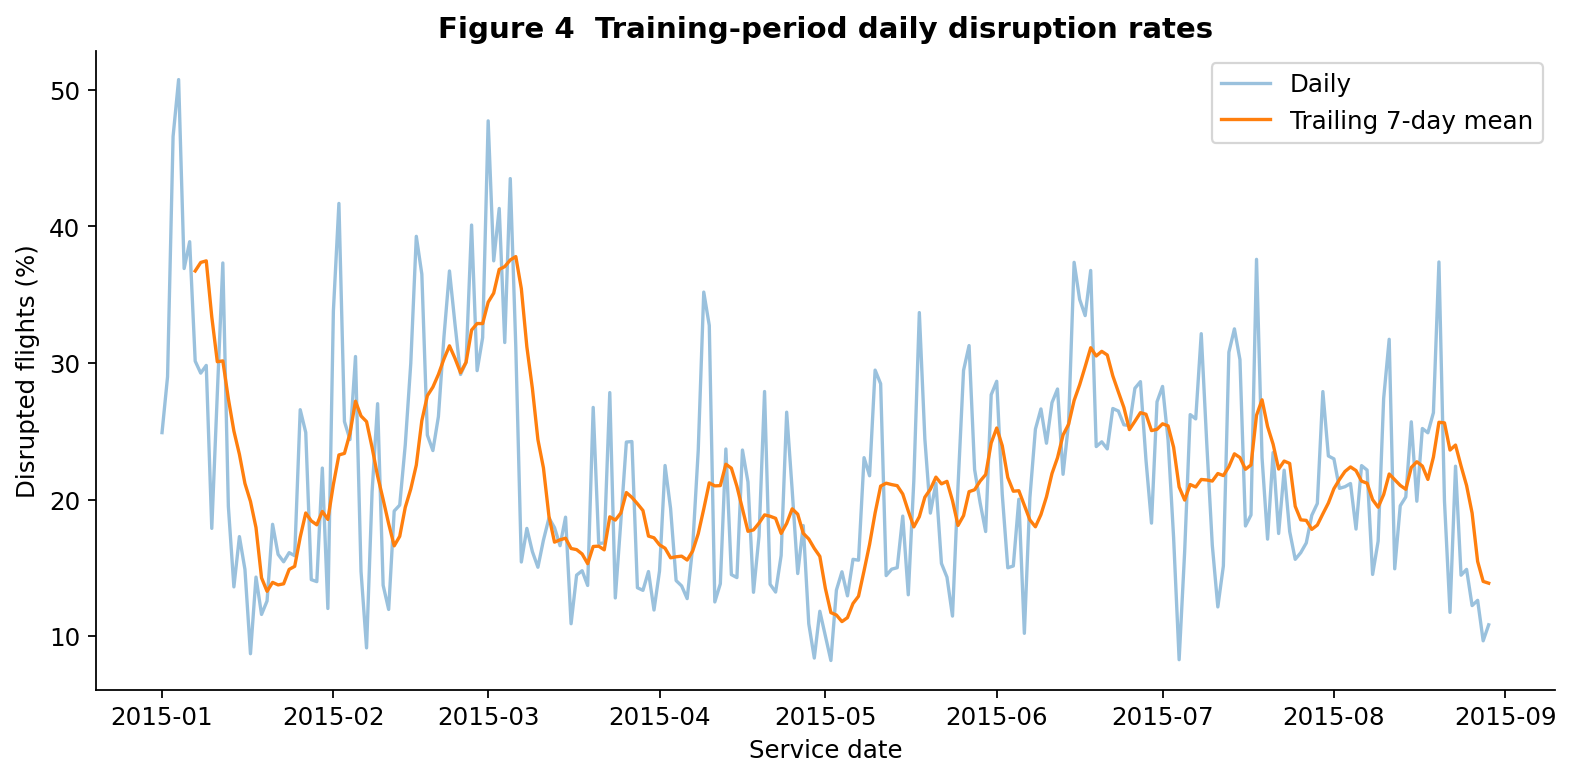 Figure 4  Training-period daily disruption rates
Daily
Trailing 7-day mean
Disrupted flights (%)
50
40
30
20
10
2015-01 2015-02 2015-03 2015-04 2015-05 2015-06 2015-07 2015-08 2015-09
Service date